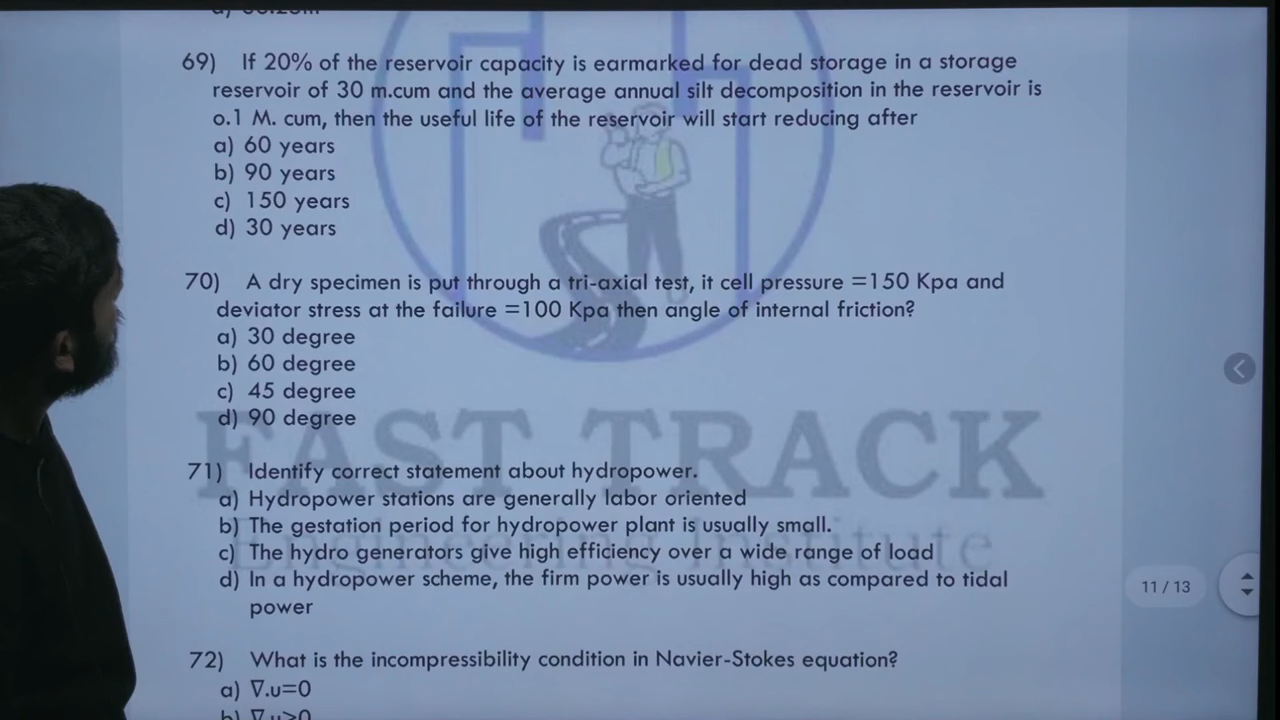 69) If 20% of the reservoir capacity is earmarked for dead storage in a storage
reservoir of 30 m.cum and the average annual silt decomposition in the reservoir is
0.1 M. cum, then the useful life of the reservoir will start reducing after
a) 60 years
b) 90 years
c) 150 years
d) 30 years
70) A dry specimen is put through a tri-axial test, it cell pressure =150 Kpa and
deviator stress at the failure =100 Kpa then angle of internal friction?
a) 30 degree
b) 60 degree
c) 45 degree
d) 90 degree
FAST TRACK
71) Identify correct statement about hydropower.
a) Hydropower stations are generally labor oriented
b) The gestation period for hydropower plant is usually small.
Engineering Institute
c) The hydro generators give high efficiency over a wide range of load
d) In a hydropower scheme, the firm power is usually high as compared to tidal
power
11 / 13
72) What is the incompressibility condition in Navier-Stokes equation?
a) ∇.u=0
b) ∇.u>0